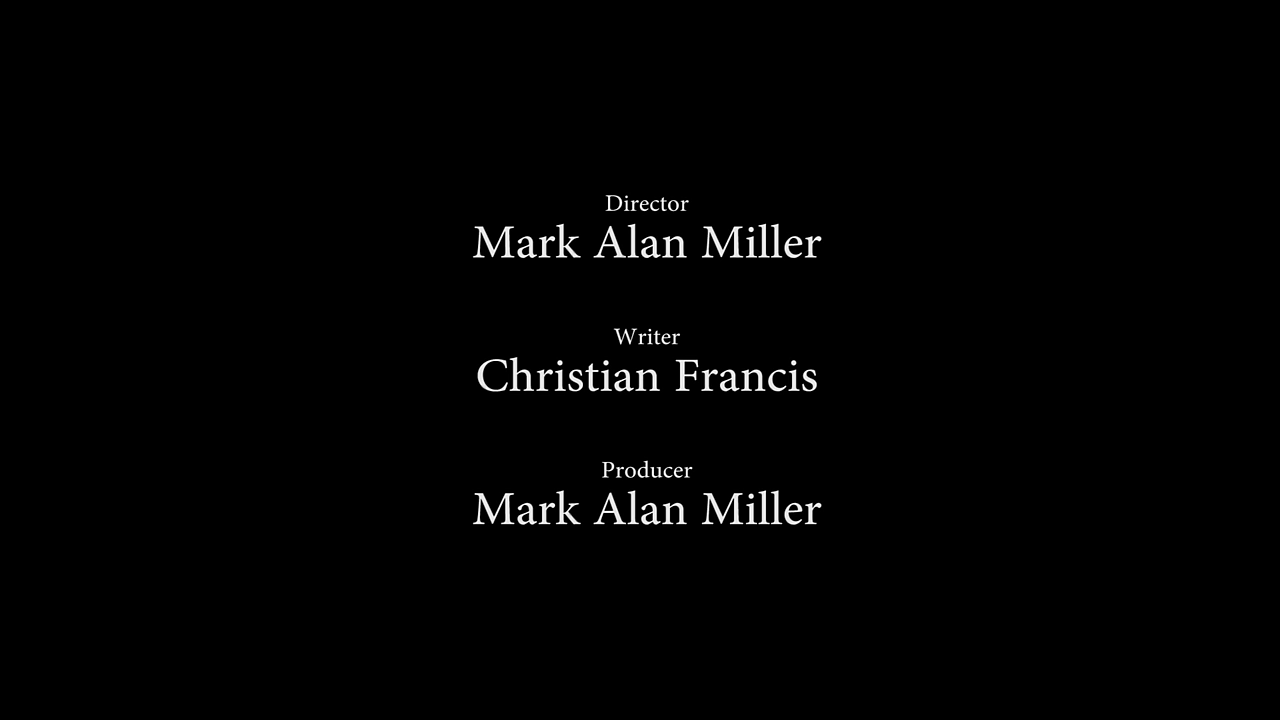 Director
Mark Alan Miller
Writer
Christian Francis
Producer
Mark Alan Miller